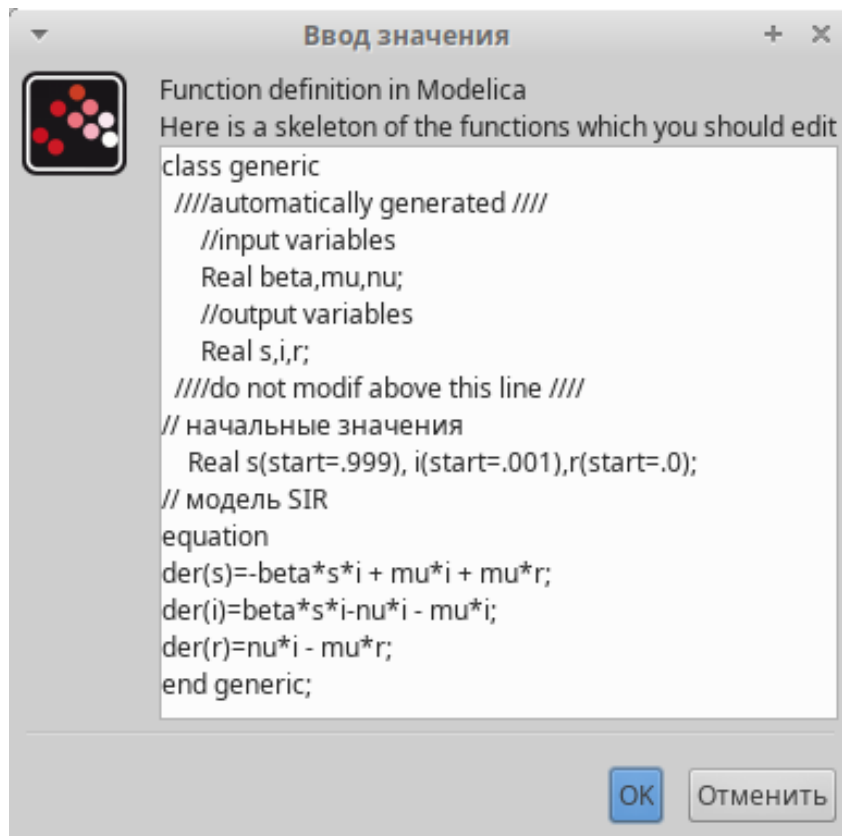 Ввод значения
Function definition in Modelica
Here is a skeleton of the functions which you should edit
class generic
////automatically generated ////
//input variables
Real beta,mu,nu;
//output variables
Real s,i,r;
////do not modif above this line ////
// начальные значения
Real s(start=.999), i(start=.001),r(start=.0);
// модель SIR
equation
der(s)=-beta*s*i + mu*i + mu*r;
der(i)=beta*s*i-nu*i - mu*i;
der(r)=nu*i - mu*r;
end generic;
OK Отменить